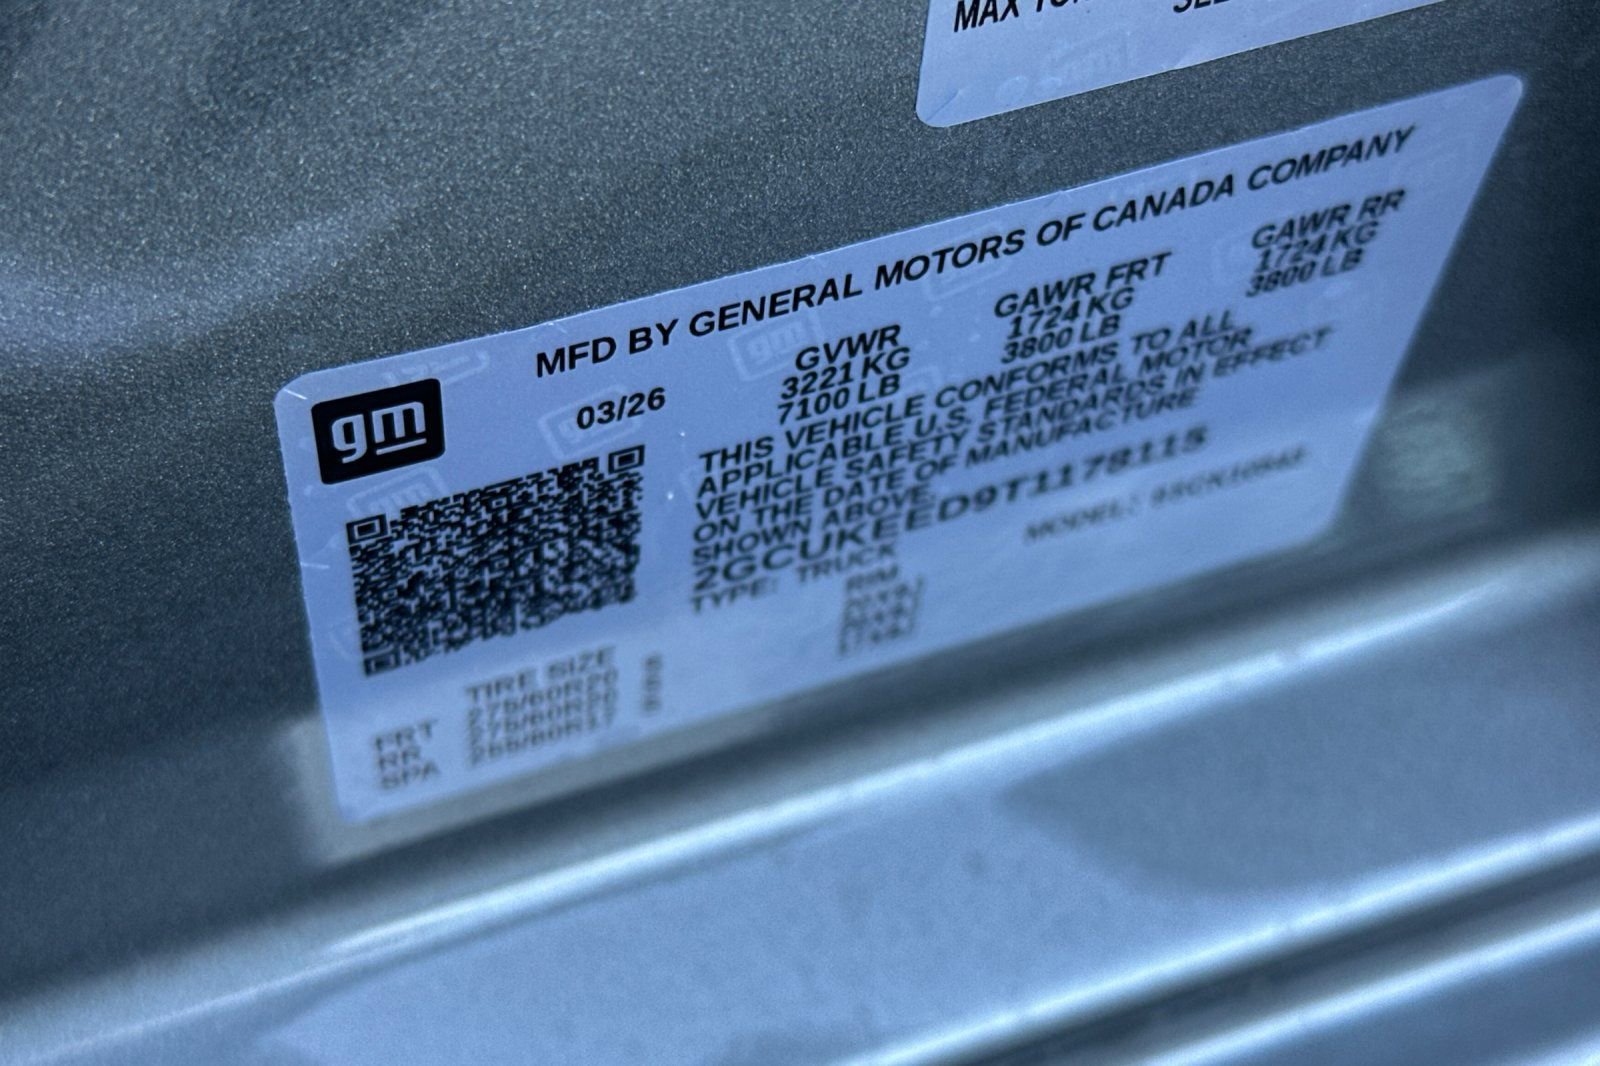 MAX
gm
MFD BY GENERAL MOTORS OF CANADA COMPANY
03/26
GVWR GAWR FRT GAWR RR
3221 KG 1724 KG 1724 KG
7100 LB 3800 LB 3800 LB
THIS VEHICLE CONFORMS TO ALL
APPLICABLE U.S. FEDERAL MOTOR
VEHICLE SAFETY STANDARDS IN EFFECT
ON THE DATE OF MANUFACTURE
SHOWN ABOVE.
2GCUKEED9T1178115
TYPE: TRUCK MODEL:
TIRE SIZE RIM
FRT 275/60R20
RR 275/60R20
SPA